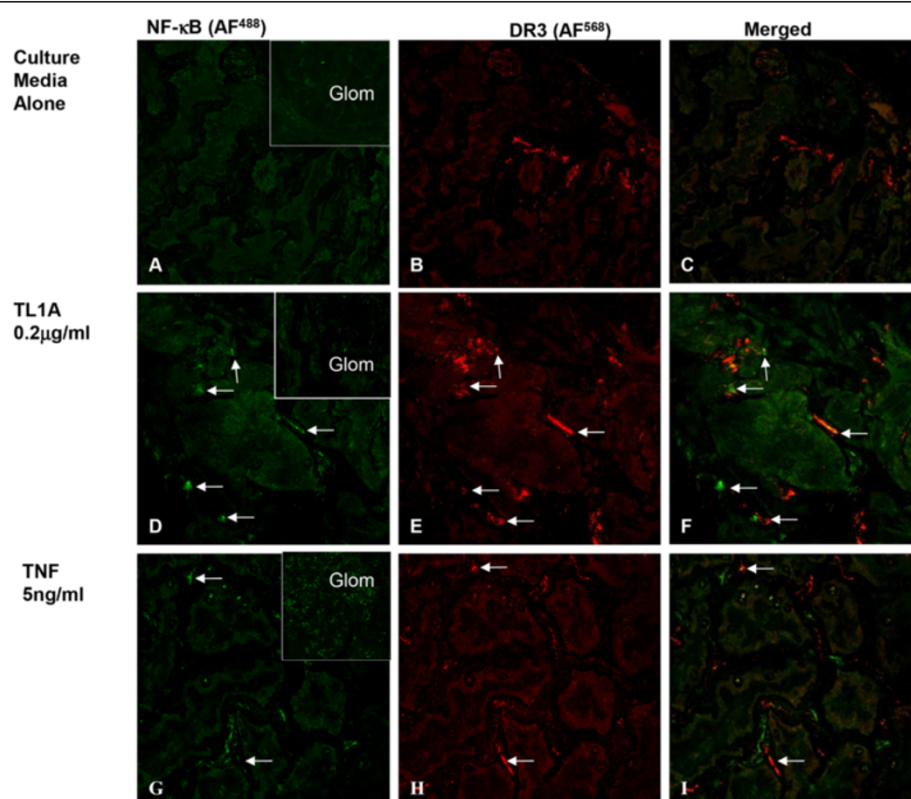 NF-κB (AF488)
DR3 (AF568)
Merged
Culture
Media
Alone
Glom
A
B
C
TL1A
0.2μg/ml
Glom
D
E
F
TNF
5ng/ml
Glom
G
H
I